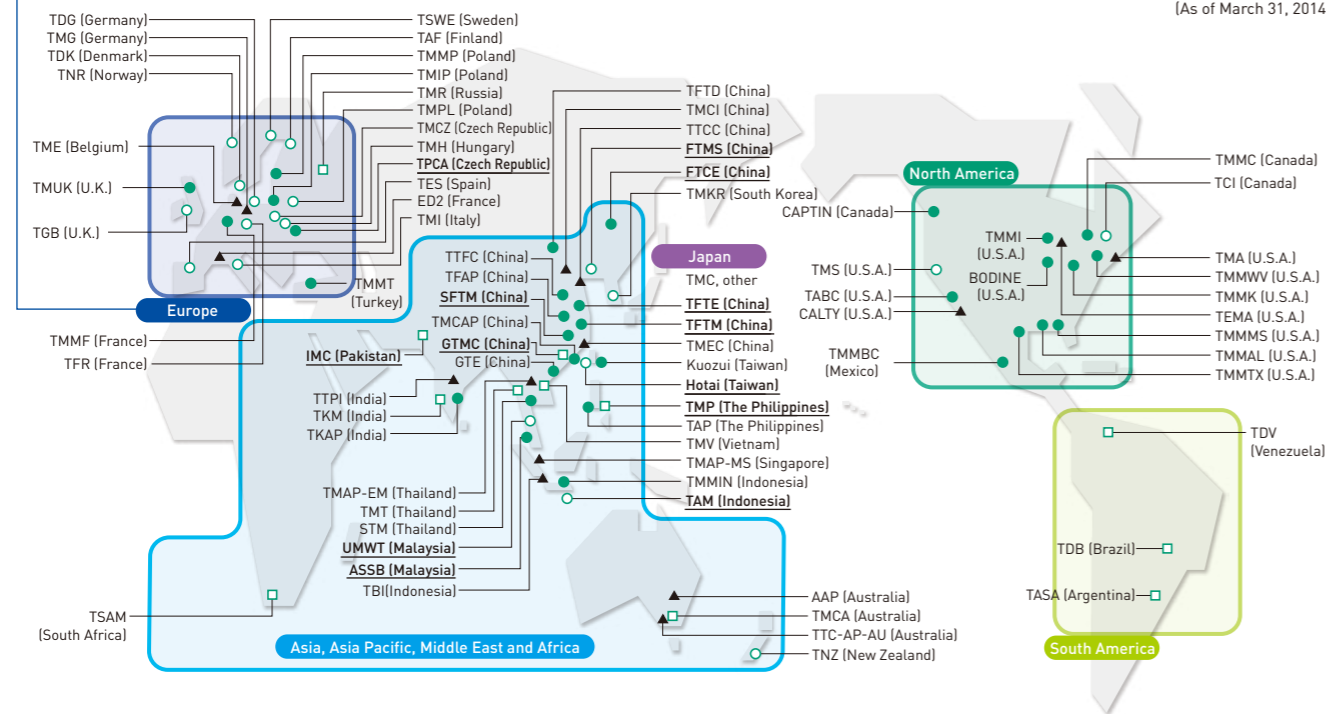 (As of March 31, 2014
TDG (Germany)
TMG (Germany)
TDK (Denmark)
TNR (Norway)
TME (Belgium)
TMUK (U.K.)
TGB (U.K.)
TSWE (Sweden)
TAF (Finland)
TMMP (Poland)
TMIP (Poland)
TMR (Russia)
TMPL (Poland)
TMCZ (Czech Republic)
TMH (Hungary)
TPCA (Czech Republic)
TES (Spain)
ED2 (France)
TMI (Italy)
TMMT
(Turkey)
Europe
TMMF (France)
TFR (France)
TFTD (China)
TMCI (China)
TTCC (China)
FTMS (China)
FTCE (China)
TMKR (South Korea)
Japan
TMC, other
TTFC (China)
TFAP (China)
SFTM (China)
TMCAP (China)
GTMC (China)
GTE (China)
IMC (Pakistan)
TTPI (India)
TKM (India)
TKAP (India)
TFTE (China)
TFTM (China)
TMEC (China)
Kuozui (Taiwan)
Hotai (Taiwan)
TMP (The Philippines)
TAP (The Philippines)
TMV (Vietnam)
TMAP-MS (Singapore)
TMMIN (Indonesia)
TAM (Indonesia)
TMAP-EM (Thailand)
TMT (Thailand)
STM (Thailand)
UMWT (Malaysia)
ASSB (Malaysia)
TBI(Indonesia)
TSAM
(South Africa)
Asia, Asia Pacific, Middle East and Africa
AAP (Australia)
TMCA (Australia)
TTC-AP-AU (Australia)
TNZ (New Zealand)
North America
CAPTIN (Canada)
TMS (U.S.A.)
TABC (U.S.A.)
CALTY (U.S.A.)
TMMBC
(Mexico)
TMMI
(U.S.A.)
BODINE
(U.S.A.)
TMMC (Canada)
TCI (Canada)
TMA (U.S.A.)
TMMWV (U.S.A.)
TMMK (U.S.A.)
TEMA (U.S.A.)
TMMMS (U.S.A.)
TMMAL (U.S.A.)
TMMTX (U.S.A.)
TDV
(Venezuela)
TDB (Brazil)
TASA (Argentina)
South America